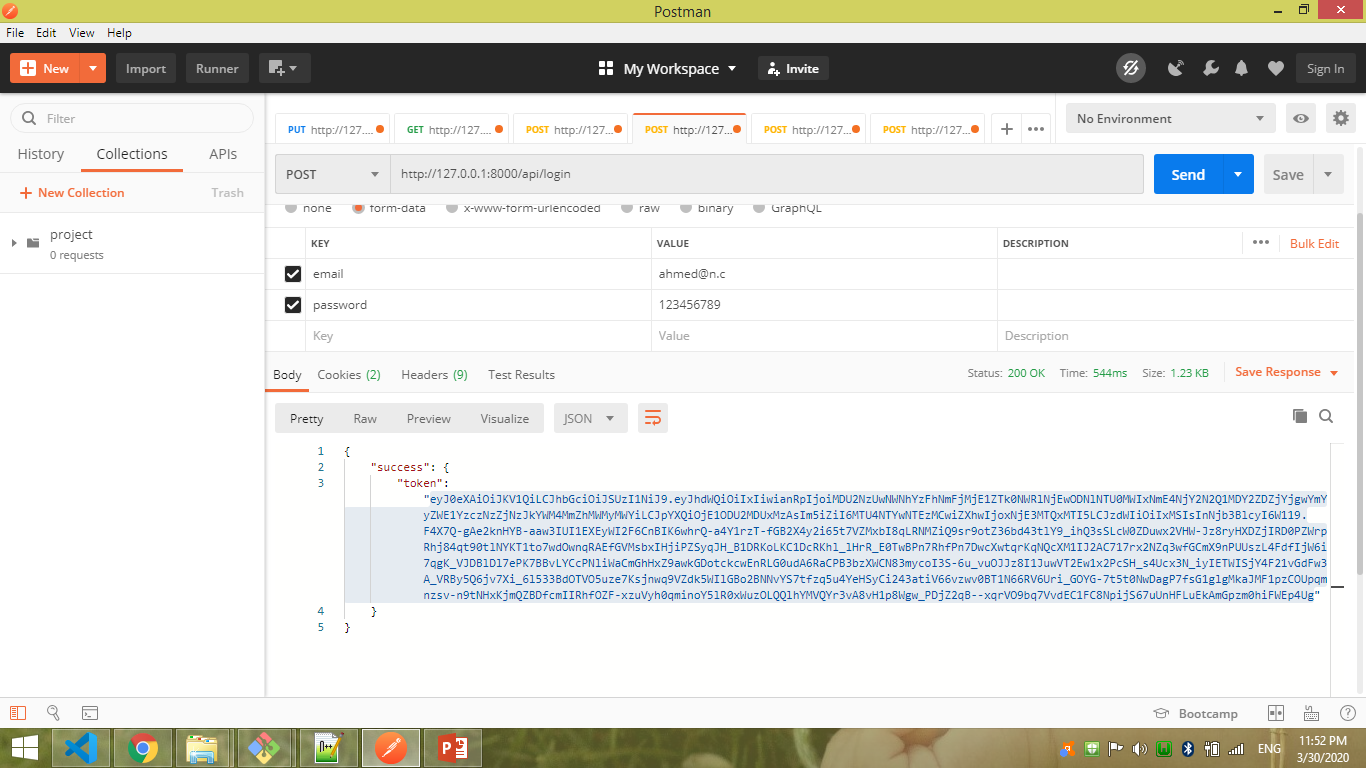 Postman
File Edit View Help
New Import Runner My Workspace Invite Sign In
Filter
History Collections APIs
New Collection Trash
project
0 requests
PUT http://127.... GET http://127.... POST http://127... POST http://127... POST http://127... POST http://127...
No Environment
POST http://127.0.0.1:8000/api/login Send Save
none form-data x-www-form-urlencoded raw binary GraphQL
KEY VALUE DESCRIPTION Bulk Edit
email ahmed@n.c
password 123456789
Key Value Description
Body Cookies (2) Headers (9) Test Results Status: 200 OK Time: 544ms Size: 1.23 KB Save Response
Pretty Raw Preview Visualize JSON
1 {
2 "success": {
3 "token":
4 }
5 }
Bootcamp
ENG 11:52 PM
3/30/2020